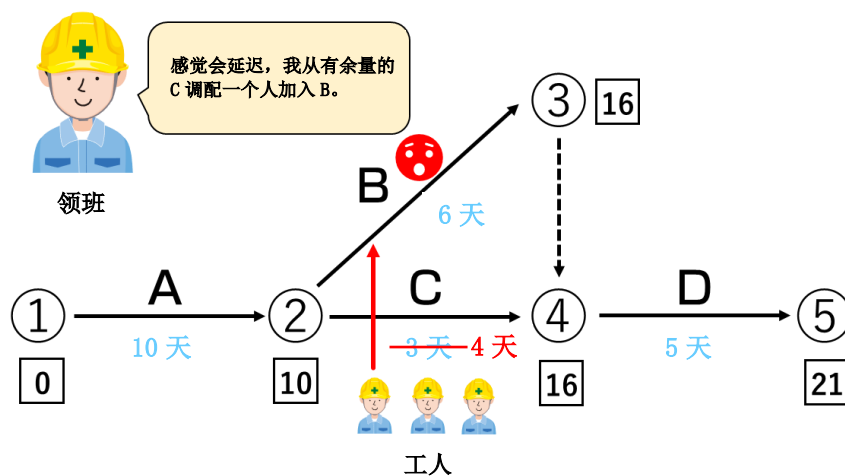 感觉会延迟，我从有余量的
C 调配一个人加入 B。
领班
③ 16
B
6 天
A
C
D
① ② ④ ⑤
10 天
3 天 4 天
5 天
0
10
16
21
工人